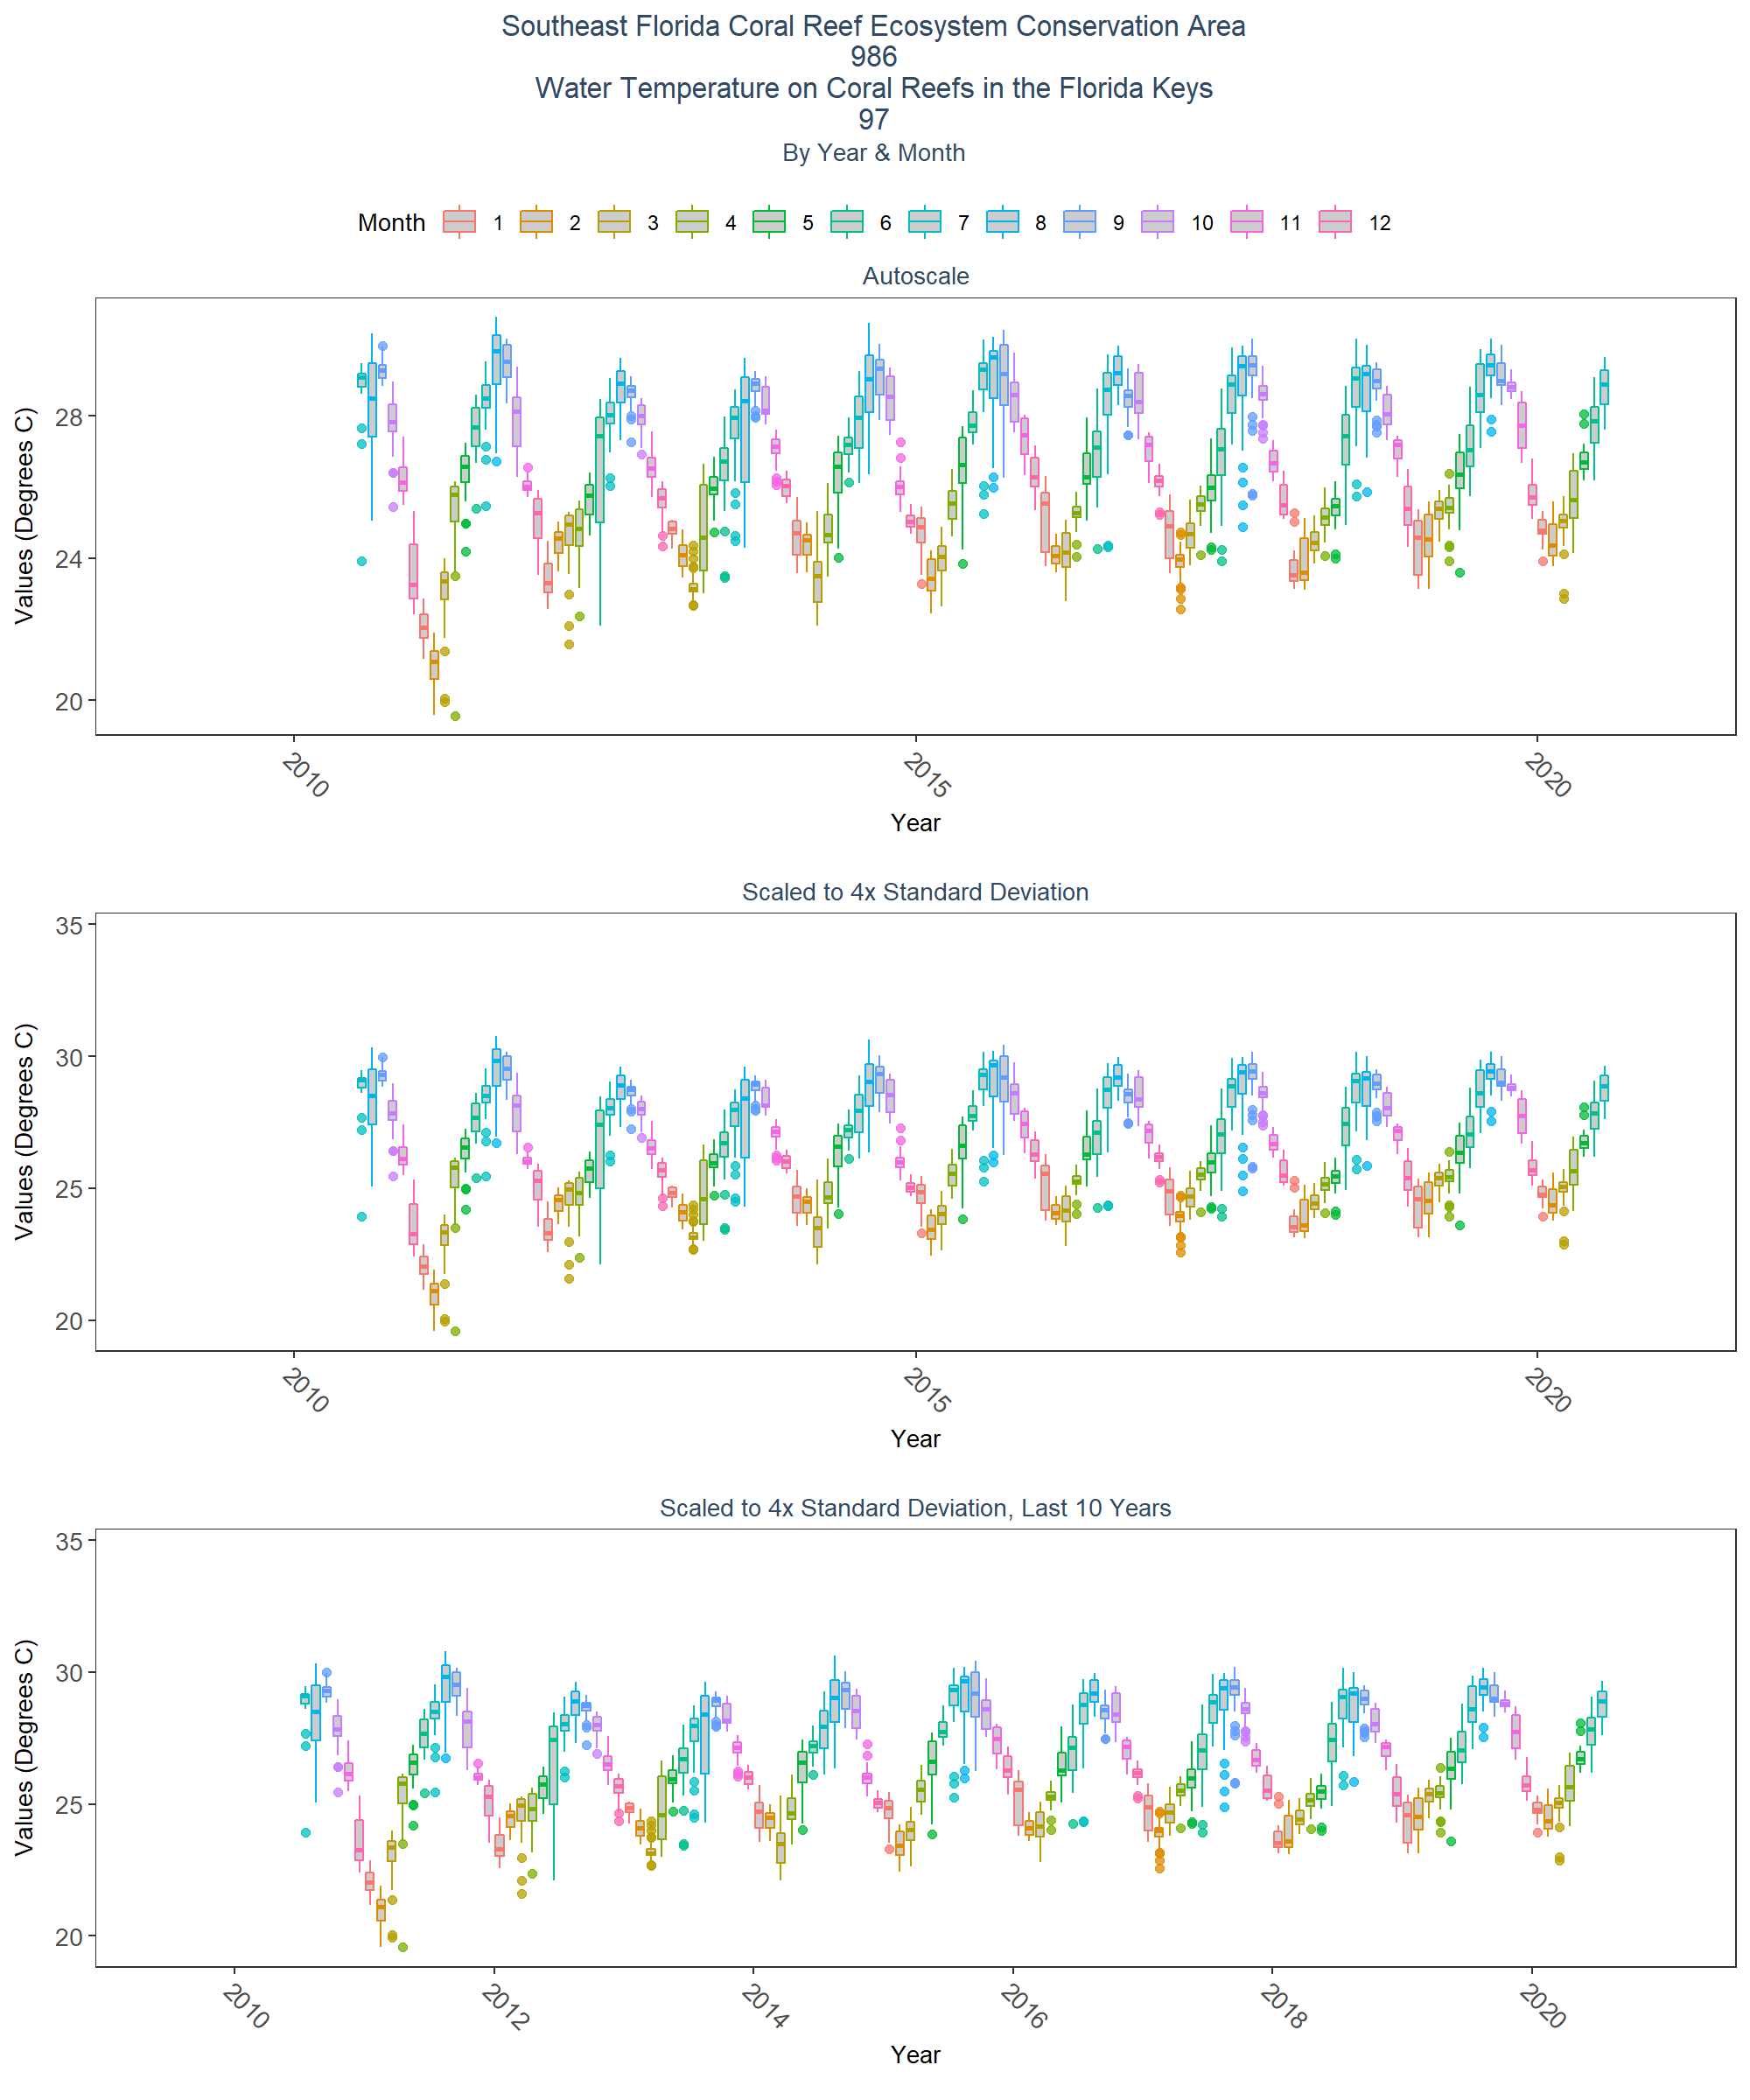 Southeast Florida Coral Reef Ecosystem Conservation Area
986
Water Temperature on Coral Reefs in the Florida Keys
97
By Year & Month
Month 1 2 3 4 5 6 7 8 9 10 11 12
Autoscale
Values (Degrees C)
28
24
20
2010 2015 2020
Year
Scaled to 4x Standard Deviation
Values (Degrees C)
35
30
25
20
2010 2015 2020
Year
Scaled to 4x Standard Deviation, Last 10 Years
Values (Degrees C)
35
30
25
20
2010 2012 2014 2016 2018 2020
Year